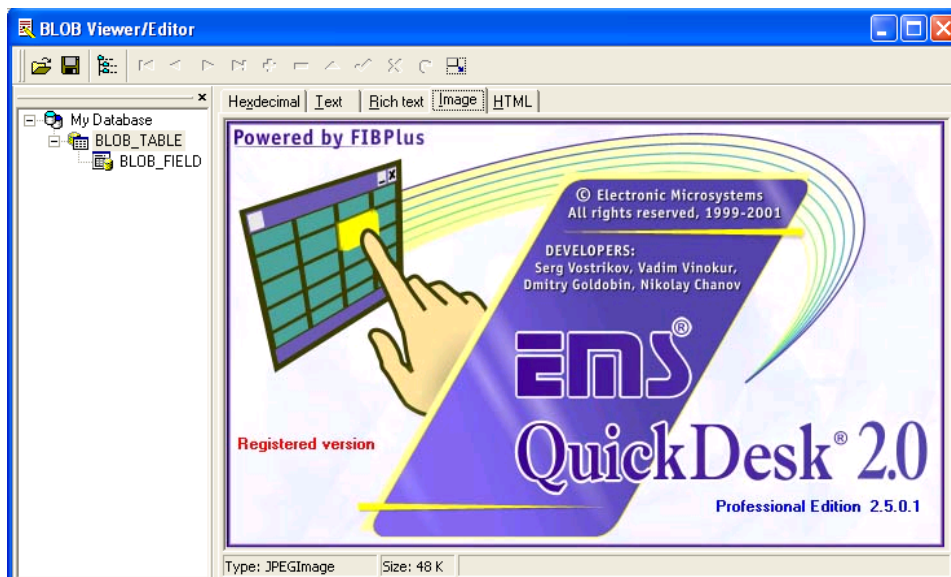 BLOB Viewer/Editor
Hexdecimal Text Rich text Image HTML
My Database
BLOB_TABLE
BLOB_FIELD
Powered by FIBPlus
© Electronic Microsystems
All rights reserved, 1999-2001
DEVELOPERS:
Serg Vostrikov, Vadim Vinokur,
Dmitry Goldobin, Nikolay Chanov
EMS®
Registered version
QuickDesk® 2.0
Professional Edition 2.5.0.1
Type: JPEGImage Size: 48 K